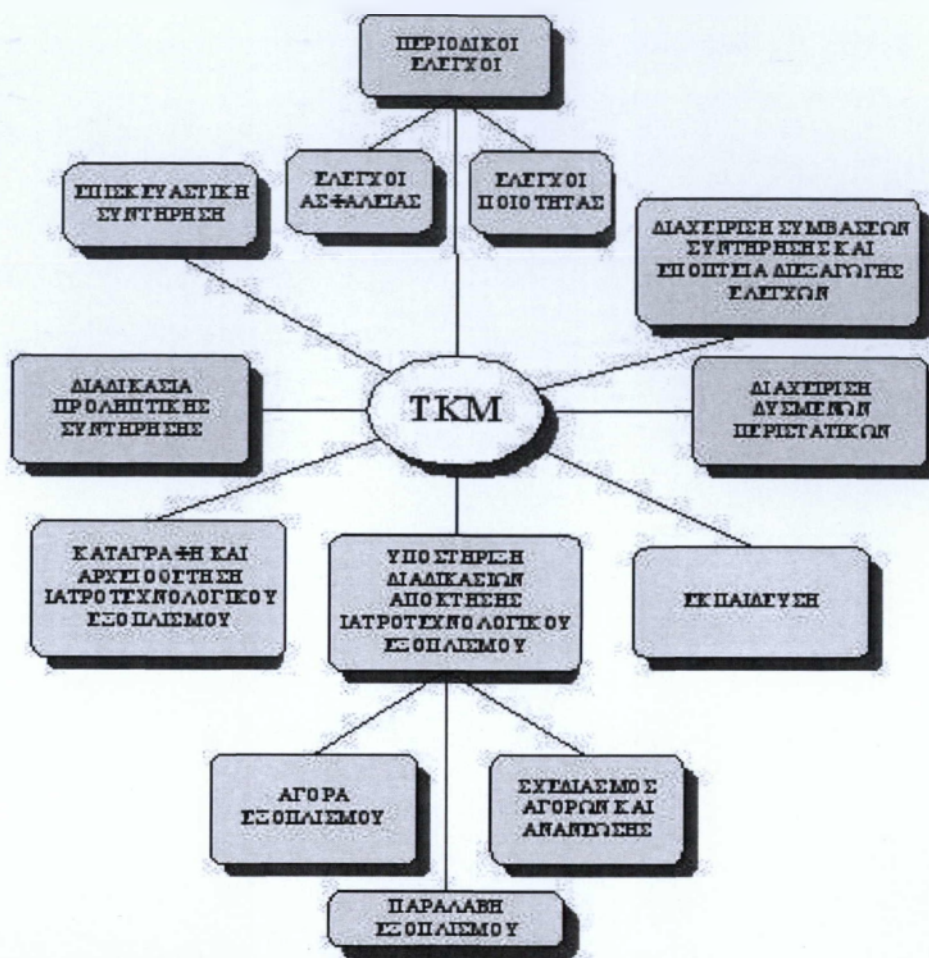 ΠΕΡΙΟΔΙΚΟΙ
ΕΛΕΓΧΟΙ
ΕΛΕΓΧΟΙ
ΑΣΦΑΛΕΙΑΣ
ΕΛΕΓΧΟΙ
ΠΟΙΟΤΗΤΑΣ
ΕΠΙΣΚΕΥΑΣΤΙΚΗ
ΣΥΝΤΗΡΗΣΗ
ΔΙΑΧΕΙΡΙΣΗ ΣΥΜΒΑΣΕΩΝ
ΣΥΝΤΗΡΗΣΗΣ ΚΑΙ
ΕΠΟΠΤΕΙΑ ΔΙΕΞΑΓΩΓΗΣ
ΕΛΕΓΧΩΝ
ΔΙΑΔΙΚΑΣΙΑ
ΠΡΟΛΗΠΤΙΚΗΣ
ΣΥΝΤΗΡΗΣΗΣ
ΤΚΜ
ΔΙΑΧΕΙΡΙΣΗ
ΔΥΣΜΕΝΩΝ
ΠΕΡΙΣΤΑΤΙΚΩΝ
ΚΑΤΑΓΡΑΦΗ ΚΑΙ
ΑΡΧΕΙΟΘΕΤΗΣΗ
ΙΑΤΡΟΤΕΧΝΟΛΟΓΙΚΟΥ
ΕΞΟΠΛΙΣΜΟΥ
ΥΠΟΣΤΗΡΙΞΗ
ΔΙΑΔΙΚΑΣΙΩΝ
ΑΠΟΚΤΗΣΗΣ
ΙΑΤΡΟΤΕΧΝΟΛΟΓΙΚΟΥ
ΕΞΟΠΛΙΣΜΟΥ
ΕΚΠΑΙΔΕΥΣΗ
ΑΓΟΡΑ
ΕΞΟΠΛΙΣΜΟΥ
ΣΧΕΔΙΑΣΜΟΣ
ΑΓΟΡΩΝ ΚΑΙ
ΑΝΑΝΕΩΣΗΣ
ΠΑΡΑΛΑΒΗ
ΕΞΟΠΛΙΣΜΟΥ